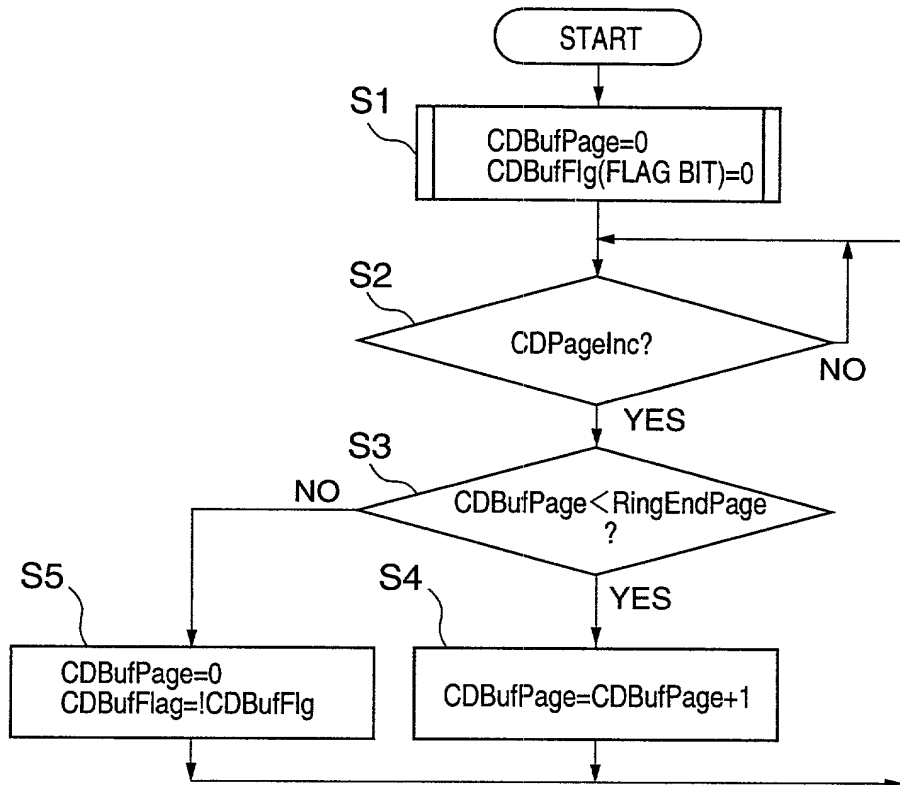 START
S1
CDBufPage=0
CDBufFlg(FLAG BIT)=0
S2
CDPageInc?
NO
YES
S3
NO
CDBufPage<RingEndPage
?
YES
S5
S4
CDBufPage=0
CDBufFlag=!CDBufFlg
CDBufPage=CDBufPage+1